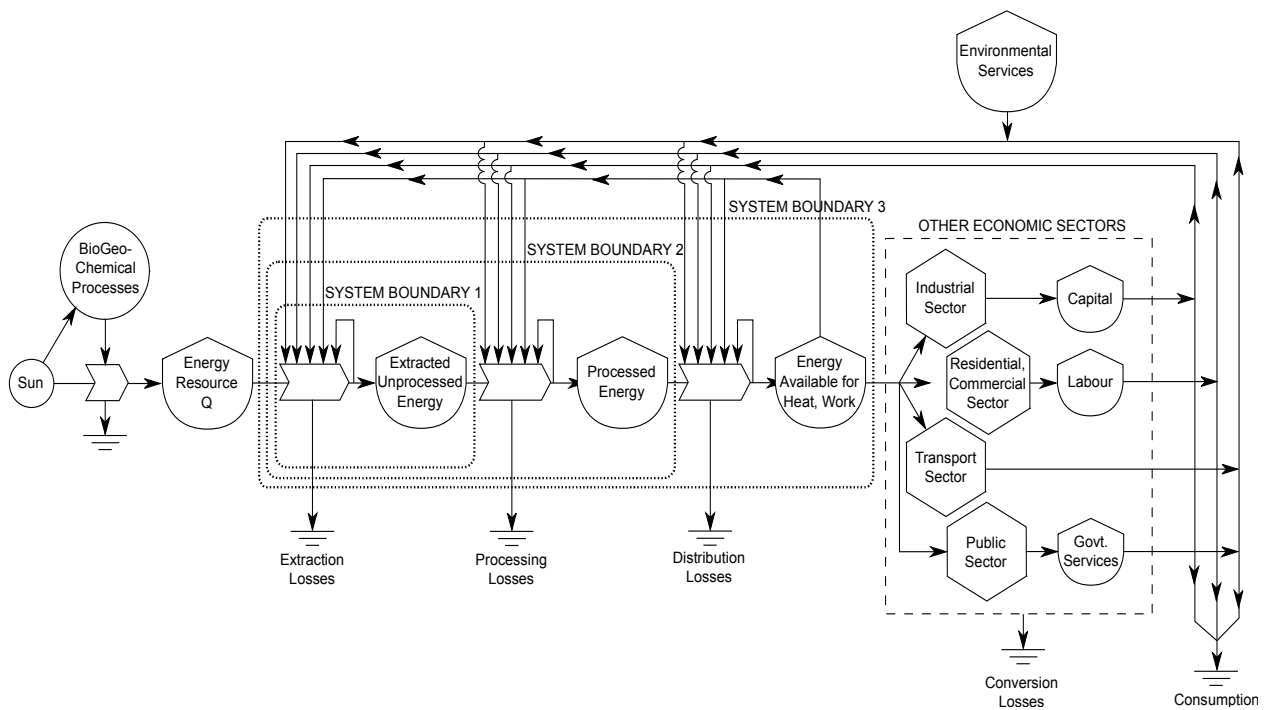 Environmental
Services
SYSTEM BOUNDARY 3
OTHER ECONOMIC SECTORS
BioGeo-
Chemical
Processes
SYSTEM BOUNDARY 2
SYSTEM BOUNDARY 1
Sun
Energy
Resource
Q
Extracted
Unprocessed
Energy
Processed
Energy
Energy
Available for
Heat, Work
Industrial
Sector
Capital
Residential,
Commercial
Sector
Labour
Transport
Sector
Public
Sector
Govt.
Services
Extraction
Losses
Processing
Losses
Distribution
Losses
Conversion
Losses
Consumption